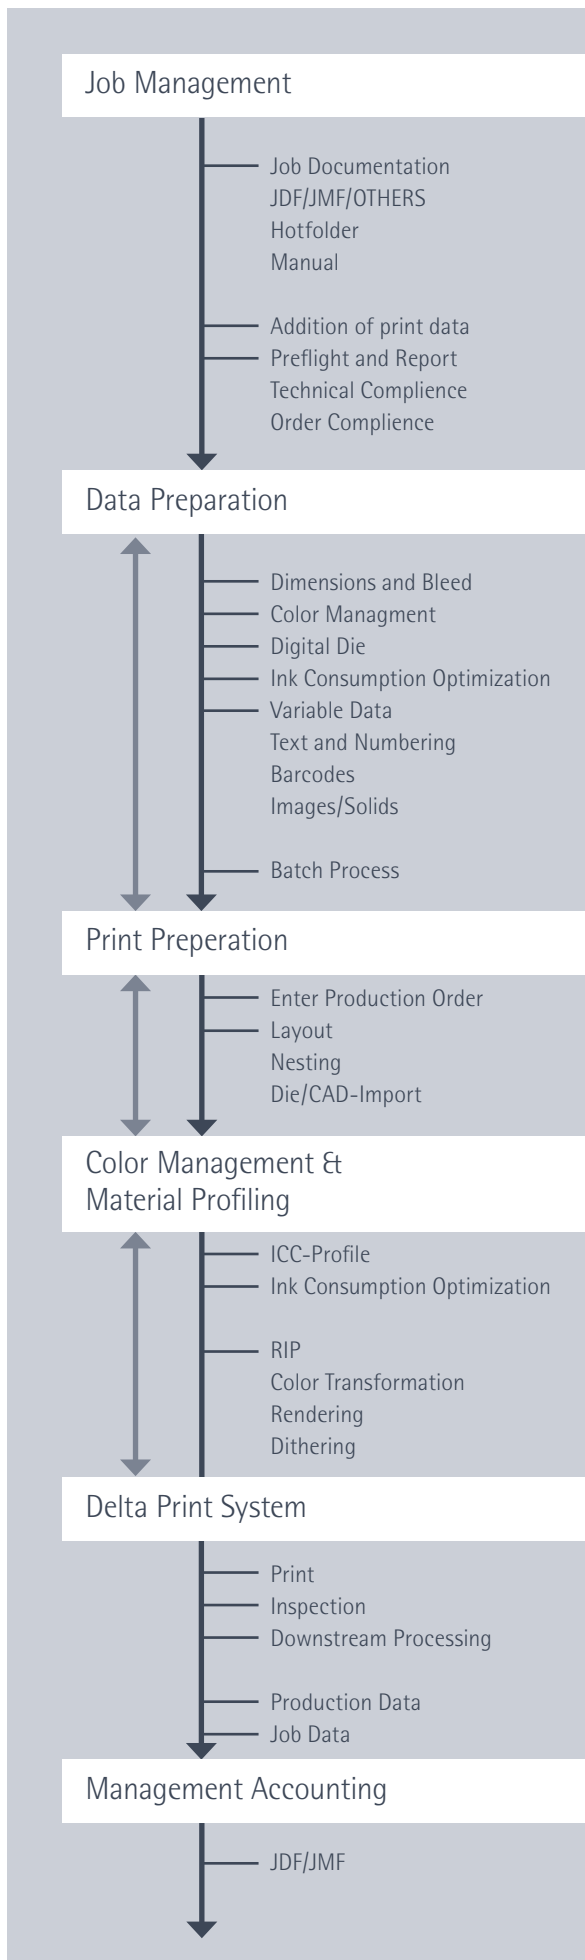 Job Management
Job Documentation
JDF/JMF/OTHERS
Hotfolder
Manual
Addition of print data
Preflight and Report
Technical Complience
Order Complience
Data Preparation
Dimensions and Bleed
Color Managment
Digital Die
Ink Consumption Optimization
Variable Data
Text and Numbering
Barcodes
Images/Solids
Batch Process
Print Preperation
Enter Production Order
Layout
Nesting
Die/CAD-Import
Color Management &
Material Profiling
ICC-Profile
Ink Consumption Optimization
RIP
Color Transformation
Rendering
Dithering
Delta Print System
Print
Inspection
Downstream Processing
Production Data
Job Data
Management Accounting
JDF/JMF